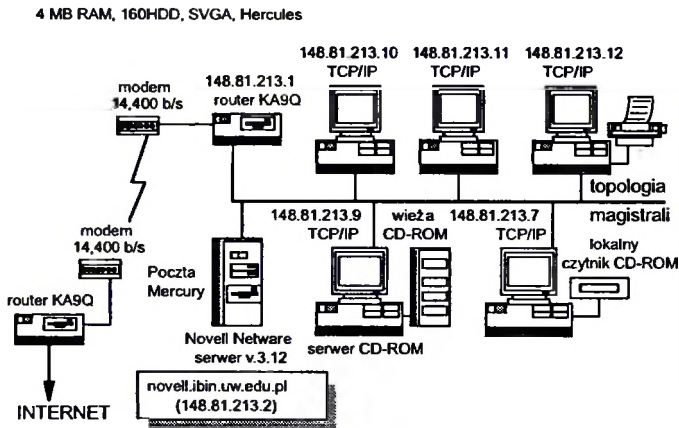 4 MB RAM, 160HDD, SVGA, Hercules
148.81.213.10
TCP/IP
148.81.213.11
TCP/IP
148.81.213.12
TCP/IP
modem
14,400 b/s
148.81.213.1
router KA9Q
topologia
magistrali
modem
14,400 b/s
router KA9Q
INTERNET
Poczta
Mercury
Novell Netware
serwer v.3.12
148.81.213.9
TCP/IP
wieża
CD-ROM
serwer CD-ROM
148.81.213.7
TCP/IP
lokalny
czytnik CD-ROM
novell.ibin.uw.edu.pl
(148.81.213.2)